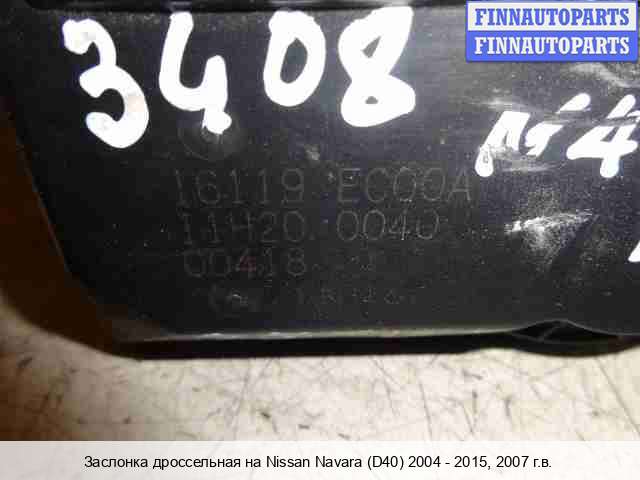 FINNAUTOPARTS
FINNAUTOPARTS
3408
16119 EC00A
11H20 0040
00418
Заслонка дроссельная на Nissan Navara (D40) 2004 - 2015, 2007 г.в.